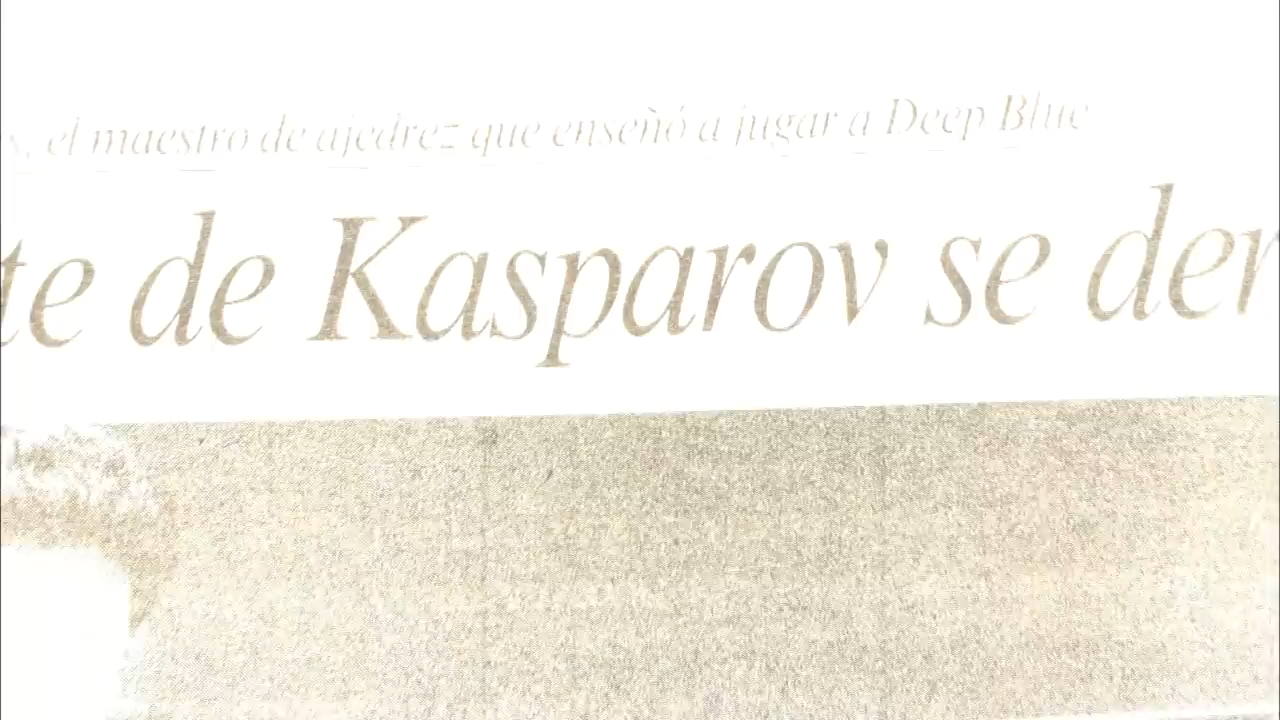 el maestro de ajedrez que enseñó a jugar a Deep Blue
te de Kasparov se der